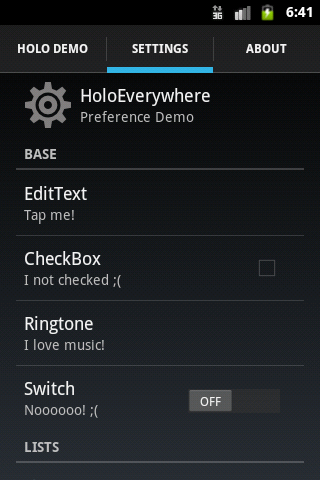 3G 6:41
HOLO DEMO SETTINGS ABOUT
HoloEverywhere
Preference Demo
BASE
EditText
Tap me!
CheckBox
I not checked ;(
Ringtone
I love music!
Switch
Noooooo! ;(
OFF
LISTS